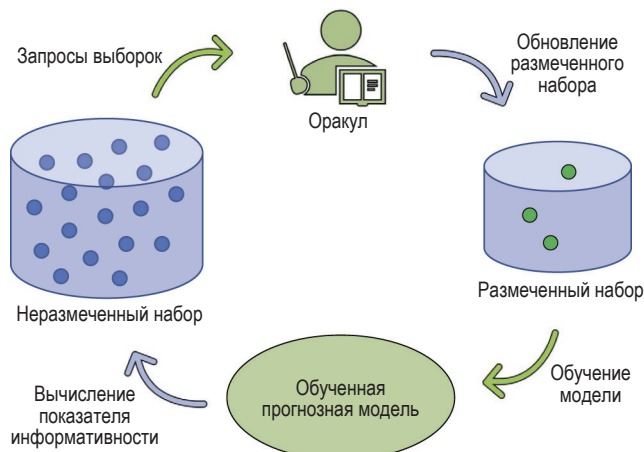 Запросы выборок
Оракул
Обновление
размеченного
набора
Неразмеченный набор
Размеченный набор
Обученная
прогнозная модель
Обучение
модели
Вычисление
показателя
информативности